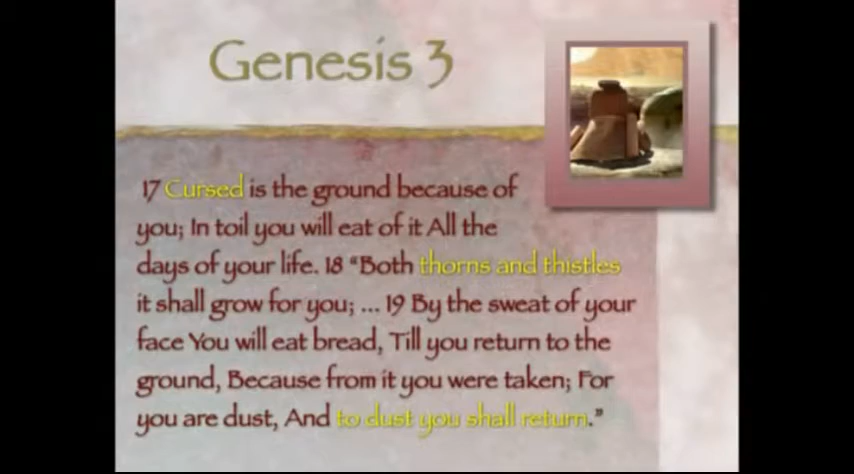 Genesis 3
17 Cursed is the ground because of
you; In toil you will eat of it All the
days of your life. 18 “Both thorns and thistles
it shall grow for you; ... 19 By the sweat of your
face You will eat bread, Till you return to the
ground, Because from it you were taken; For
you are dust, And to dust you shall return.”